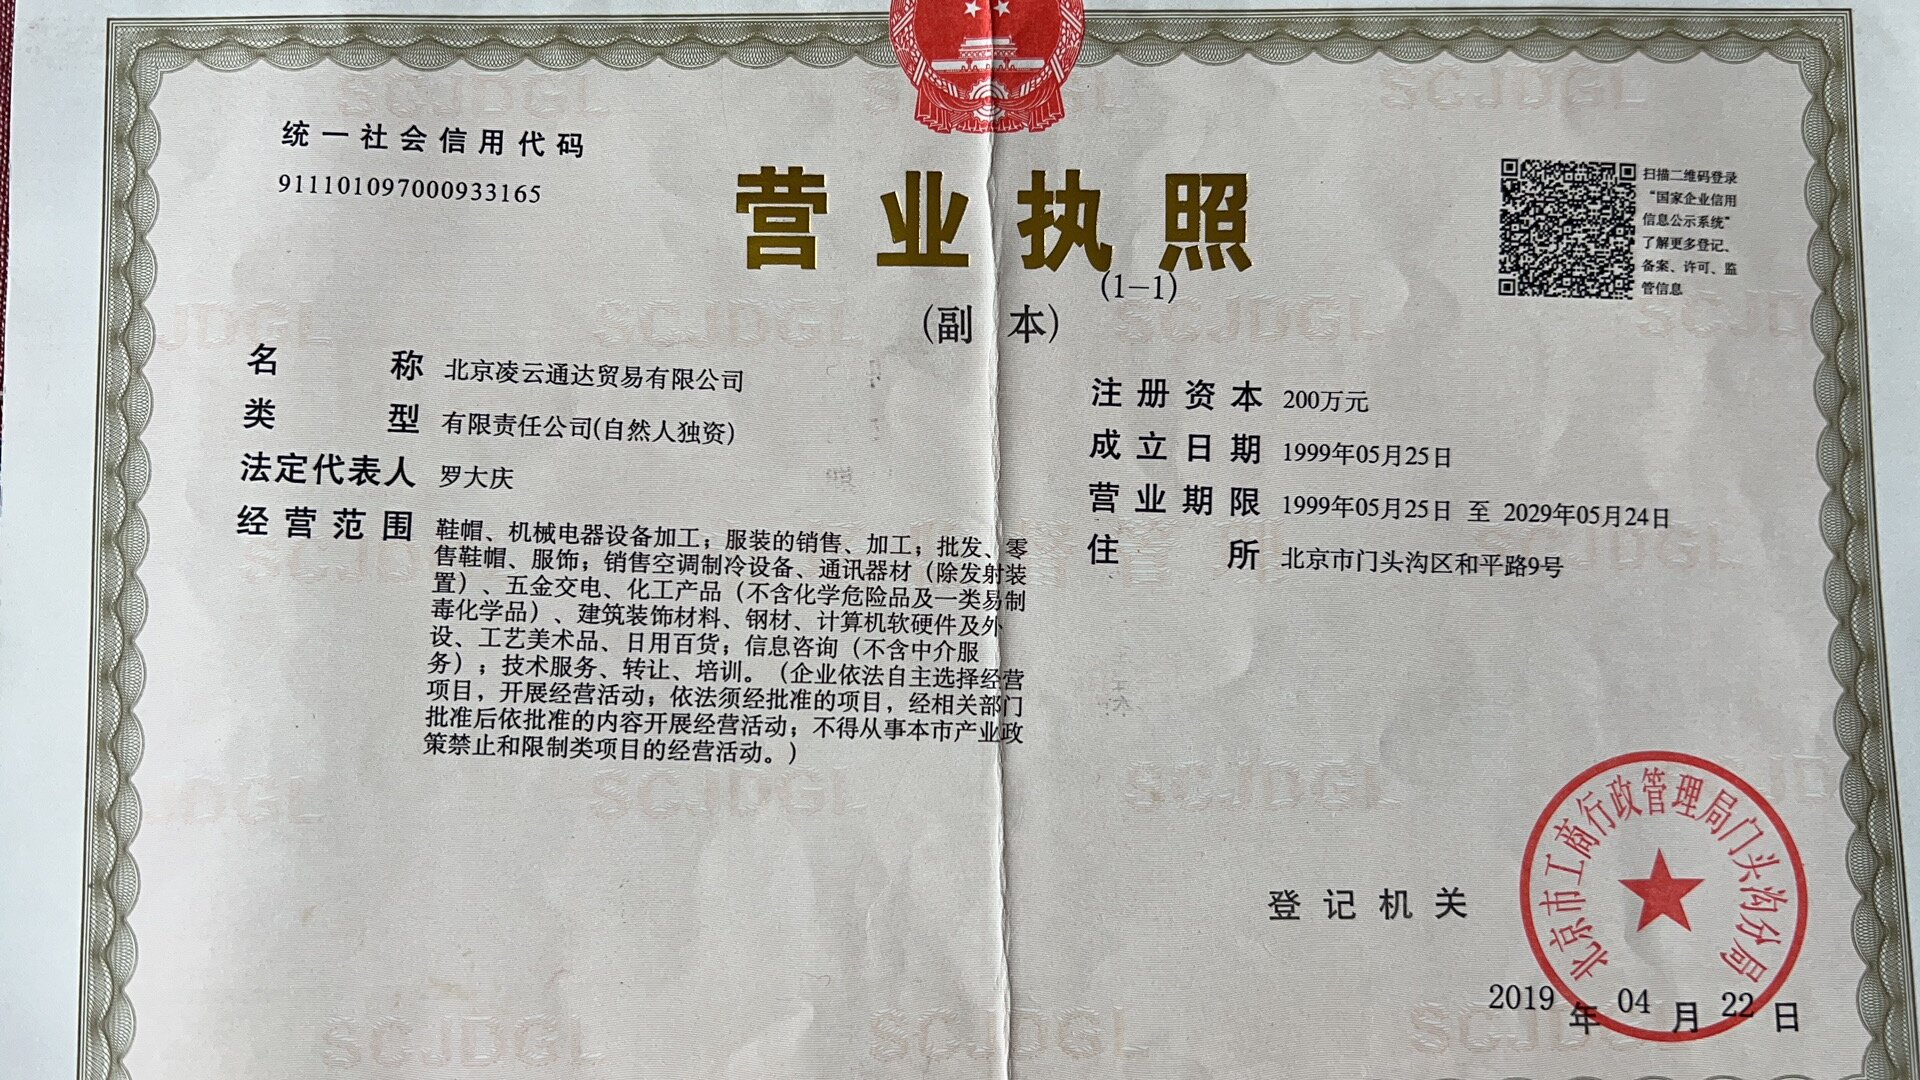 统一社会信用代码
911101097000933165
营业执照
(1-1)
(副 本)
扫描二维码登录
“国家企业信用
信息公示系统”
了解更多登记、
备案、许可、监
管信息
名 称 北京凌云通达贸易有限公司
类 型 有限责任公司(自然人独资)
法定代表人 罗大庆
经营范围 鞋帽、机械电器设备加工；服装的销售、加工；批发、零
售鞋帽、服饰；销售空调制冷设备、通讯器材（除发射装
置）、五金交电、化工产品（不含化学危险品及一类易制
毒化学品）、建筑装饰材料、钢材、计算机软硬件及外
设、工艺美术品、日用百货；信息咨询（不含中介服
务）；技术服务、转让、培训。（企业依法自主选择经营
项目，开展经营活动；依法须经批准的项目，经相关部门
批准后依批准的内容开展经营活动；不得从事本市产业政
策禁止和限制类项目的经营活动。）
注册资本 200万元
成立日期 1999年05月25日
营业期限 1999年05月25日 至 2029年05月24日
住 所 北京市门头沟区和平路9号
登记机关
北京市工商行政管理局门头沟分局
2019 年 04 月 22 日
SCJDGL